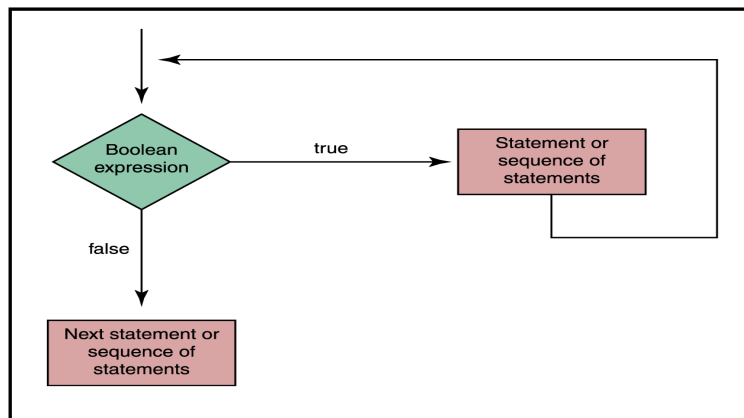 Boolean
expression
true
Statement or
sequence of
statements
false
Next statement or
sequence of
statements